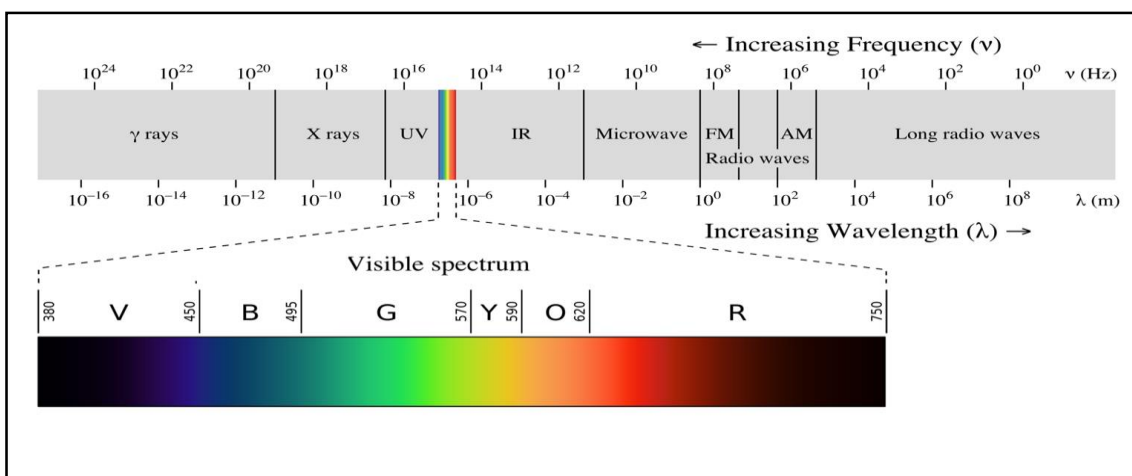 ← Increasing Frequency (ν)
10²⁴ 10²² 10²⁰ 10¹⁸ 10¹⁶ 10¹⁴ 10¹² 10¹⁰ 10⁸ 10⁶ 10⁴ 10² 10⁰ ν (Hz)
γ rays X rays UV IR Microwave FM AM Long radio waves
Radio waves
10⁻¹⁶ 10⁻¹⁴ 10⁻¹² 10⁻¹⁰ 10⁻⁸ 10⁻⁶ 10⁻⁴ 10⁻² 10⁰ 10² 10⁴ 10⁶ 10⁸ λ (m)
Increasing Wavelength (λ) →
Visible spectrum
380 V 450 B 495 G 570 Y 590 O 620 R 750